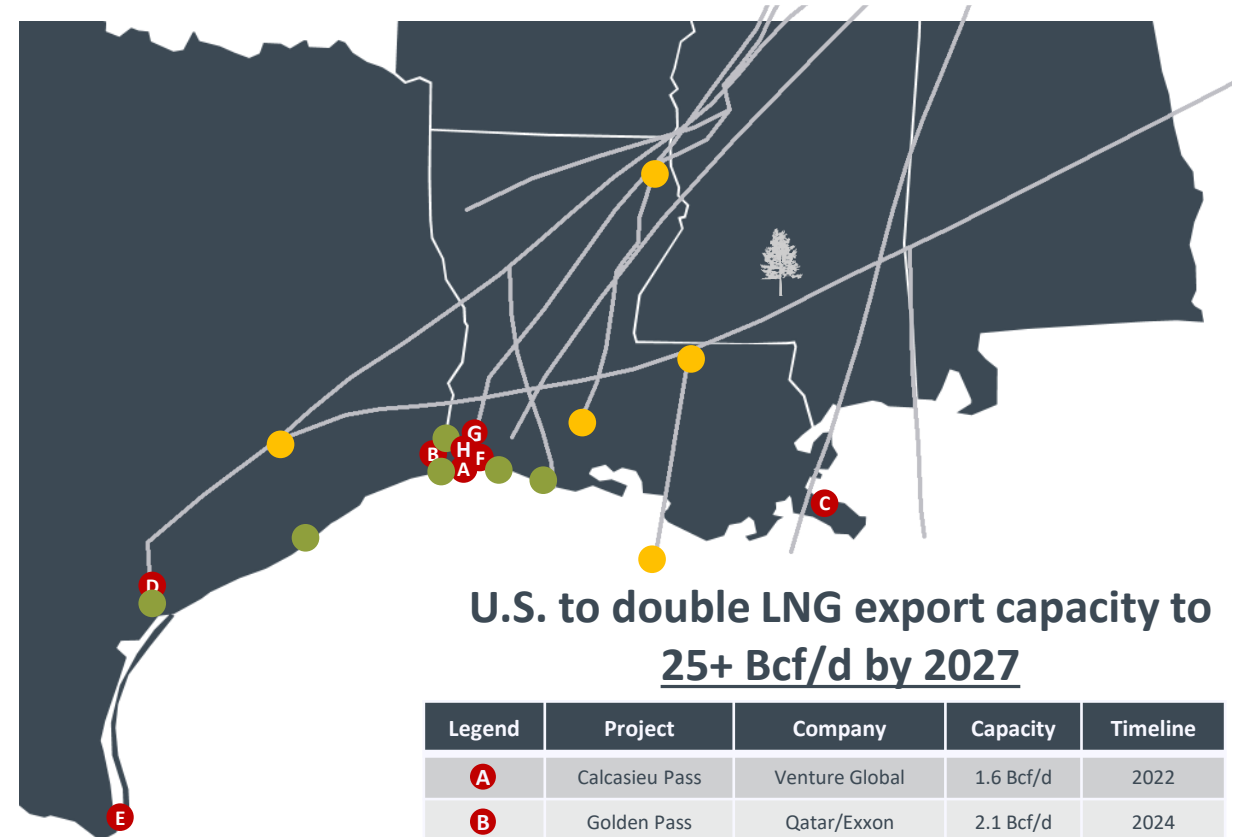 G
B
H
F
A
C
D
E
U.S. to double LNG export capacity to
25+ Bcf/d by 2027
Legend Project Company Capacity Timeline
A Calcasieu Pass Venture Global 1.6 Bcf/d 2022
B Golden Pass Qatar/Exxon 2.1 Bcf/d 2024